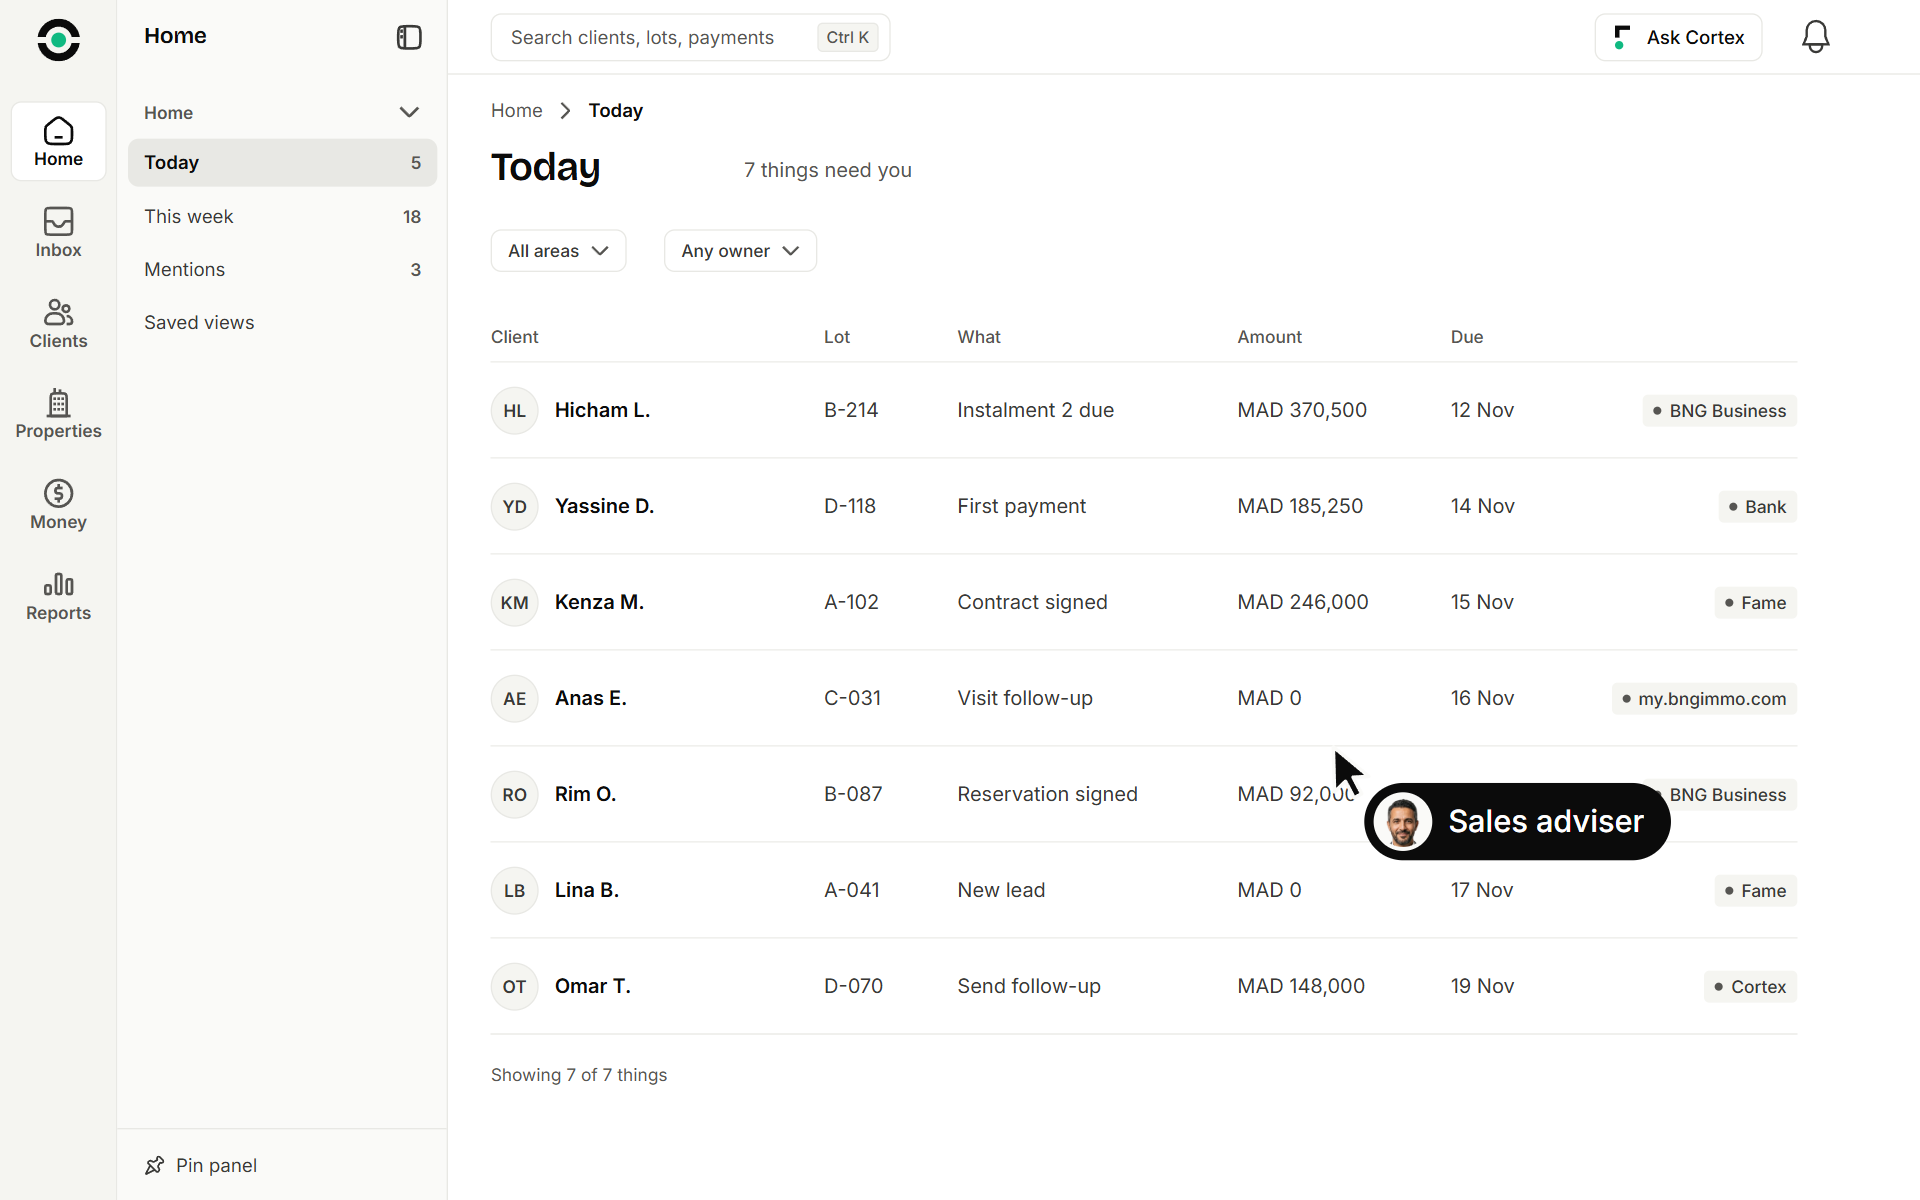 Home
Search clients, lots, payments
Ctrl K
Ask Cortex
Home
Inbox
Clients
Properties
Money
Reports
Home
Today 5
This week 18
Mentions 3
Saved views
Pin panel
Home > Today
Today
7 things need you
All areas
Any owner
Client Lot What Amount Due
HL Hicham L. B-214 Instalment 2 due MAD 370,500 12 Nov BNG Business
YD Yassine D. D-118 First payment MAD 185,250 14 Nov Bank
KM Kenza M. A-102 Contract signed MAD 246,000 15 Nov Fame
AE Anas E. C-031 Visit follow-up MAD 0 16 Nov my.bngimmo.com
RO Rim O. B-087 Reservation signed MAD 92,000 BNG Business
Sales adviser
LB Lina B. A-041 New lead MAD 0 17 Nov Fame
OT Omar T. D-070 Send follow-up MAD 148,000 19 Nov Cortex
Showing 7 of 7 things